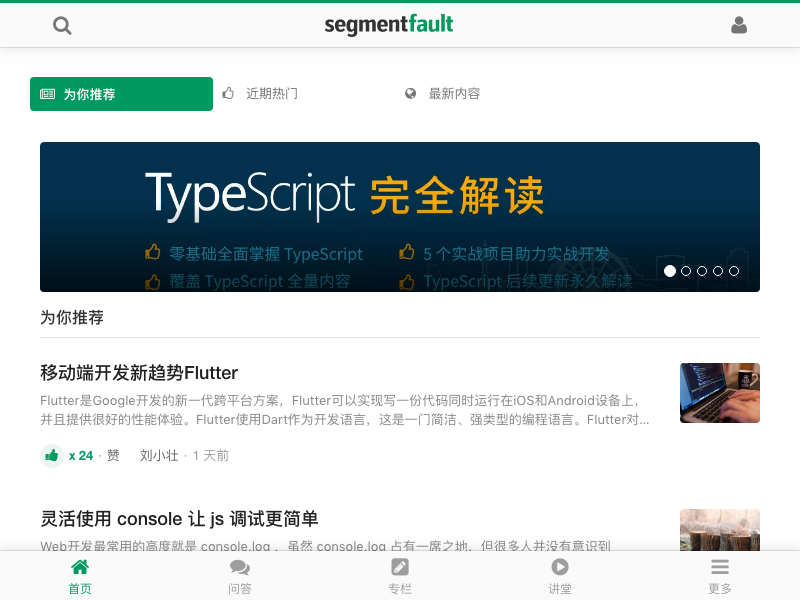 segmentfault
为你推荐
近期热门
最新内容
TypeScript 完全解读
零基础全面掌握 TypeScript
5 个实战项目助力实战开发
覆盖 TypeScript 全量内容
TypeScript 后续更新永久解读
为你推荐
移动端开发新趋势Flutter
Flutter是Google开发的新一代跨平台方案，Flutter可以实现写一份代码同时运行在iOS和Android设备上，
并且提供很好的性能体验。Flutter使用Dart作为开发语言，这是一门简洁、强类型的编程语言。Flutter对...
x 24 · 赞 刘小壮 · 1 天前
灵活使用 console 让 js 调试更简单
Web开发最常用的高度就是 console.log ，虽然 console.log 占有一席之地，但很多人并没有意识到
首页
问答
专栏
讲堂
更多